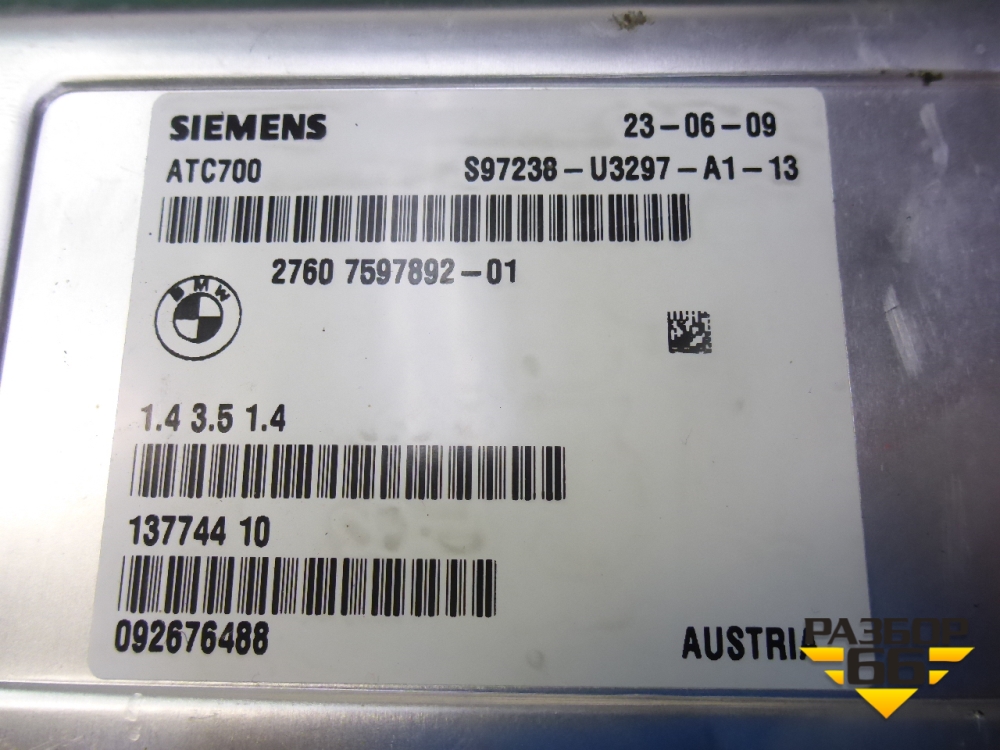 SIEMENS 23-06-09
ATC700 S97238-U3297-A1-13
2760 7597892-01
BMW
1.4 3.5 1.4
137744 10
092676488
AUSTRIA
РАЗБОР
66